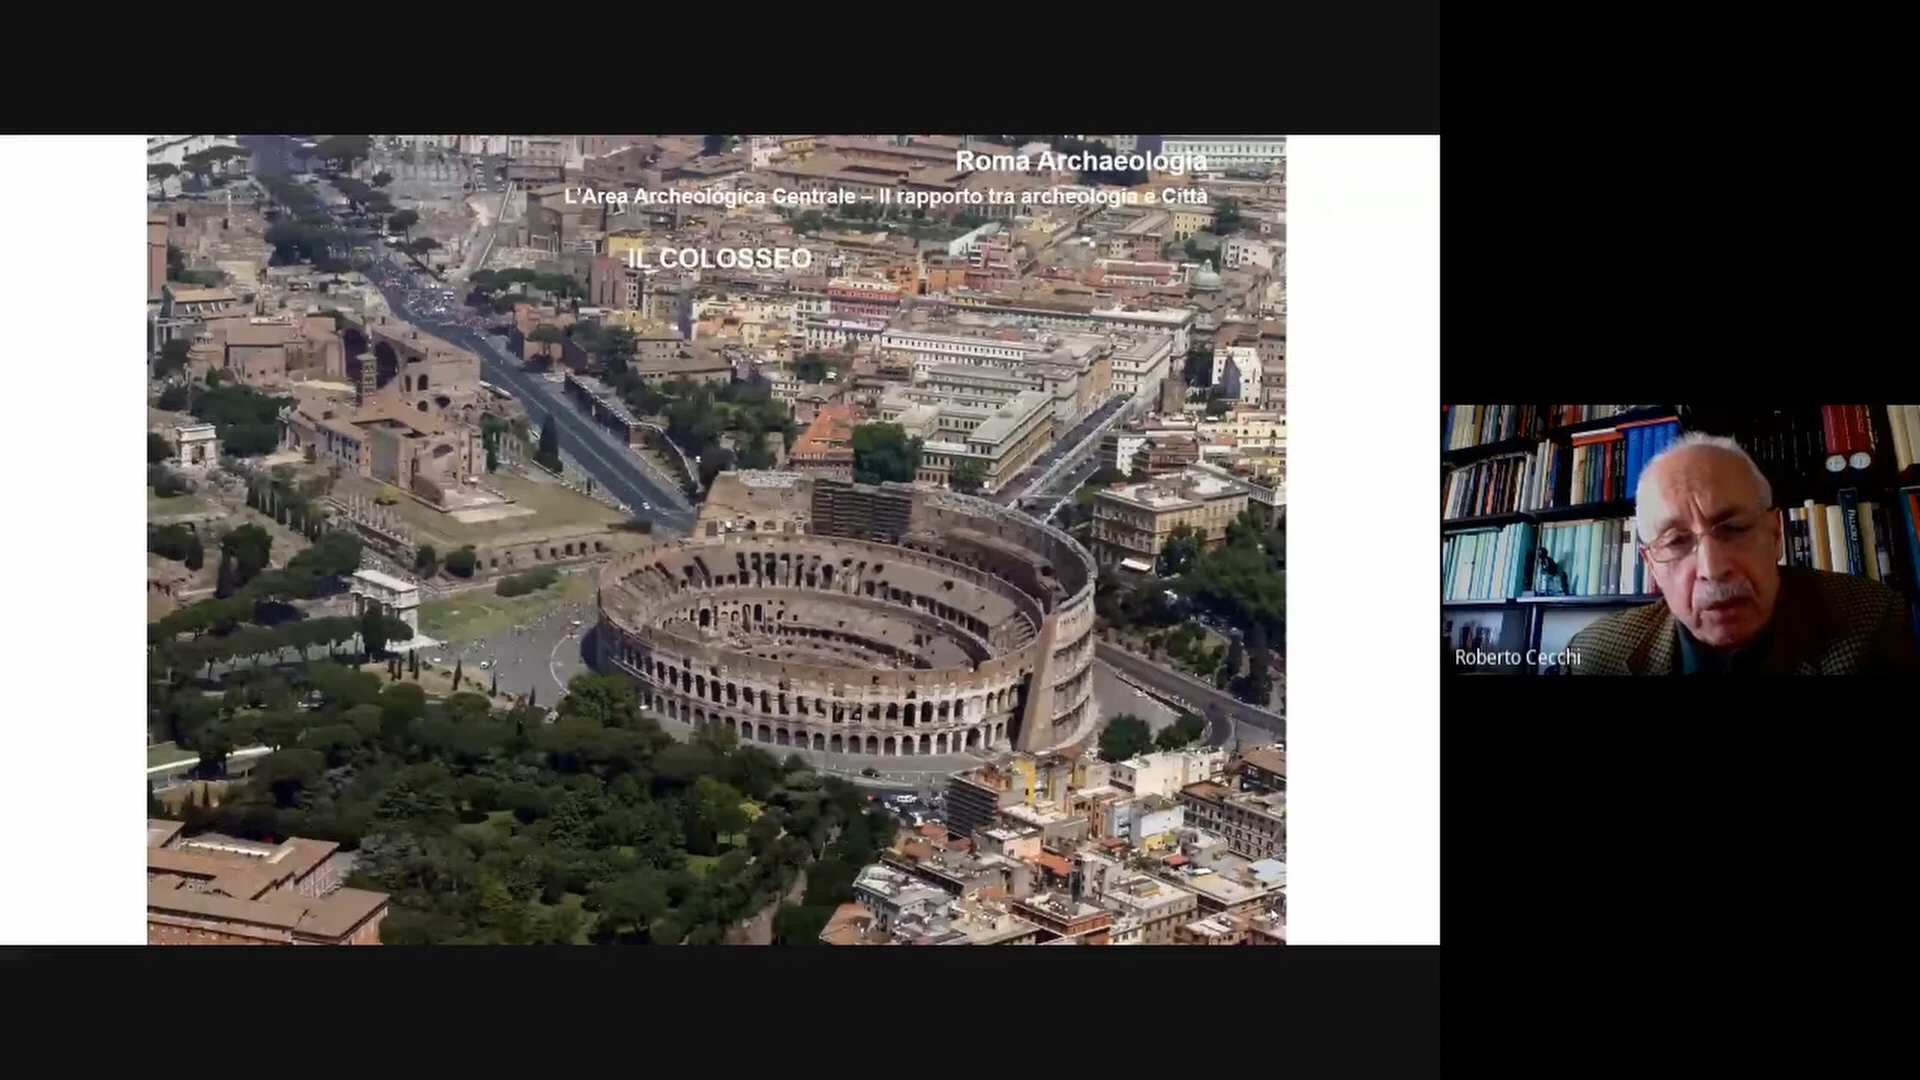 Roma Archaeologia
L'Area Archeologica Centrale – Il rapporto tra archeologia e Città
IL COLOSSEO
Roberto Cecchi